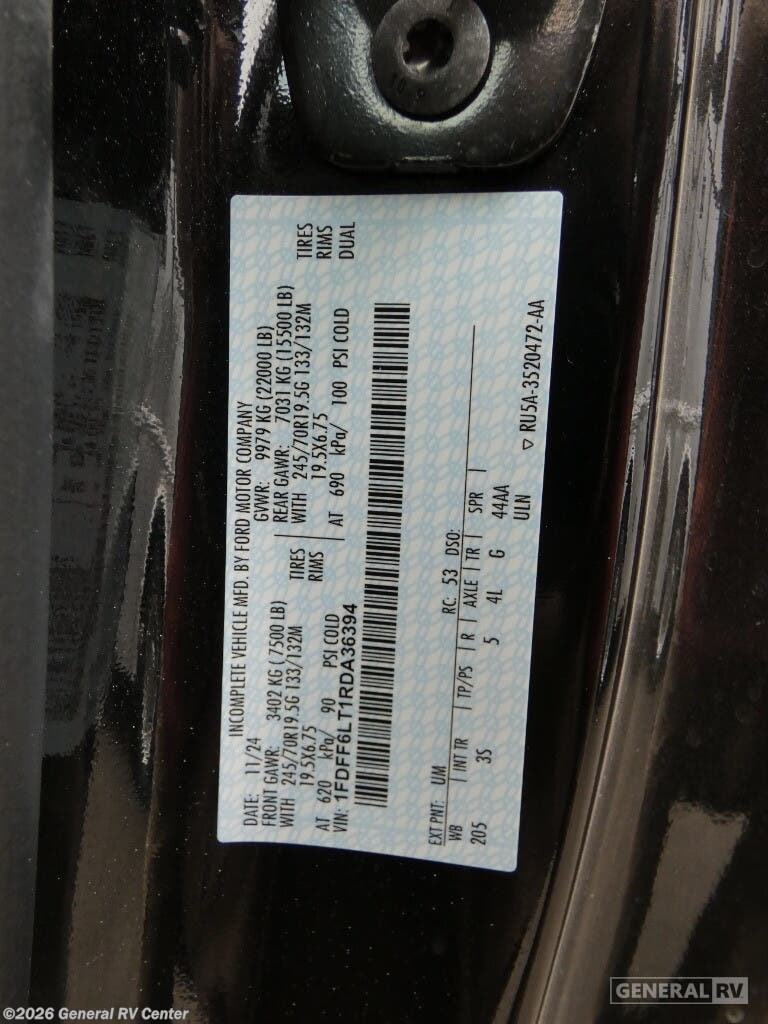 INCOMPLETE VEHICLE MFD. BY FORD MOTOR COMPANY
DATE: 11/24 GVWR: 9979 KG (22000 LB)
FRONT GAWR: 3402 KG (7500 LB) REAR GAWR: 7031 KG (15500 LB)
WITH 245/70R19.5G 133/132M TIRES WITH 245/70R19.5G 133/132M TIRES
19.5X6.75 RIMS 19.5X6.75 RIMS
AT 620 kPa/ 90 PSI COLD AT 690 kPa/ 100 PSI COLD DUAL
VIN: 1FDFF6LT1RDA36394
EXT PNT: UM RC: 53 DSO:
WB INT TR TP/PS R AXLE TR SPR
205 3S 5 4L G 44AA
ULN
▽ RU5A-3520472-AA
©2026 General RV Center
GENERAL RV